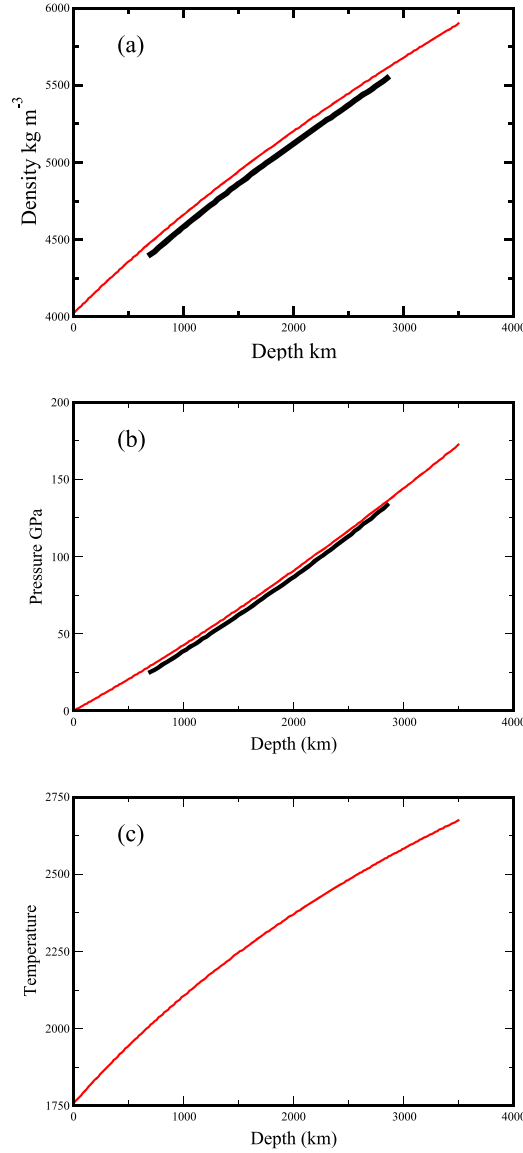 6000
(a)
5500
Density kg m⁻³
5000
4500
4000
0 1000 2000 3000 4000
Depth km
200
(b)
150
Pressure GPa
100
50
0
0 1000 2000 3000 4000
Depth (km)
2750
(c)
2500
Temperature
2250
2000
1750
0 1000 2000 3000 4000
Depth (km)